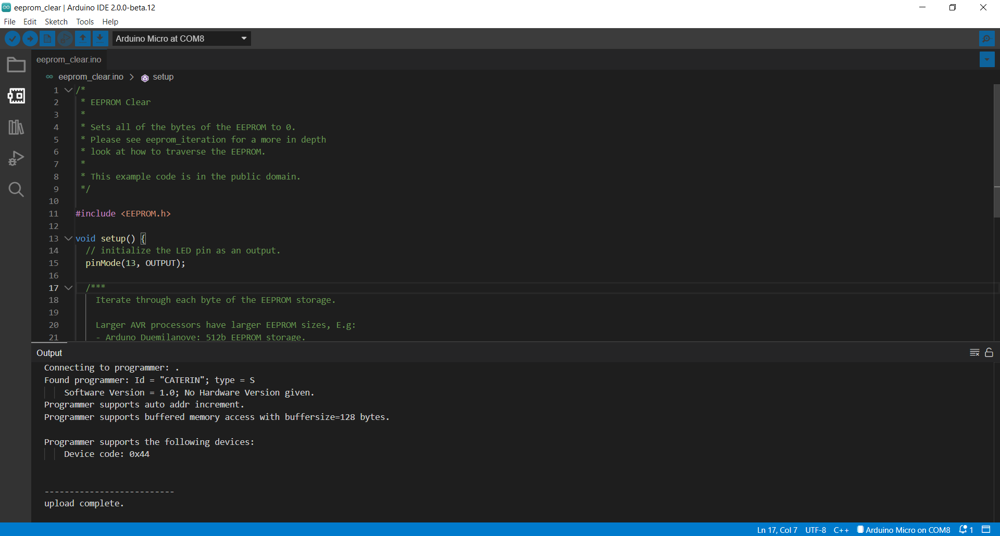 eeprom_clear | Arduino IDE 2.0.0-beta.12
File Edit Sketch Tools Help
Arduino Micro at COM8
eeprom_clear.ino
eeprom_clear.ino > setup
1 /*
2 * EEPROM Clear
3 *
4 * Sets all of the bytes of the EEPROM to 0.
5 * Please see eeprom_iteration for a more in depth
6 * look at how to traverse the EEPROM.
7 *
8 * This example code is in the public domain.
9 */
10
11 #include <EEPROM.h>
12
13 void setup() {
14 // initialize the LED pin as an output.
15 pinMode(13, OUTPUT);
16
17 /***
18 Iterate through each byte of the EEPROM storage.
19
20 Larger AVR processors have larger EEPROM sizes, E.g:
21 - Arduno Duemilanove: 512b EEPROM storage.
Output
Connecting to programmer: .
Found programmer: Id = "CATERIN"; type = S
Software Version = 1.0; No Hardware Version given.
Programmer supports auto addr increment.
Programmer supports buffered memory access with buffersize=128 bytes.
Programmer supports the following devices:
Device code: 0x44
--------------------------
upload complete.
Ln 17, Col 7 UTF-8 C++ Arduino Micro on COM8 1